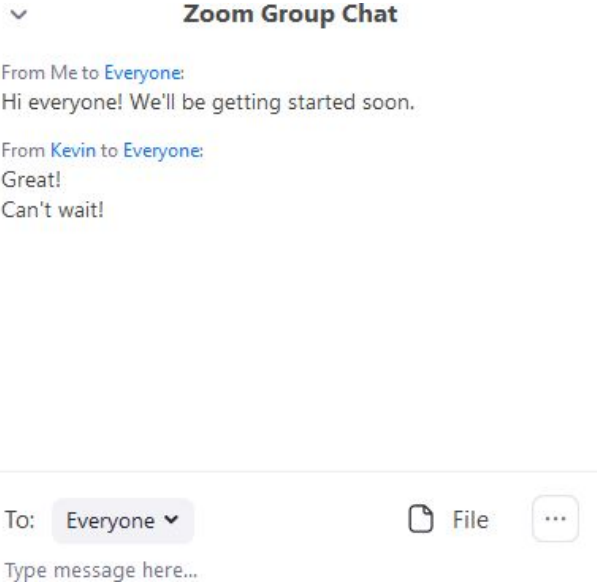 Zoom Group Chat
From Me to Everyone:
Hi everyone! We'll be getting started soon.
From Kevin to Everyone:
Great!
Can't wait!
To: Everyone File ...
Type message here...